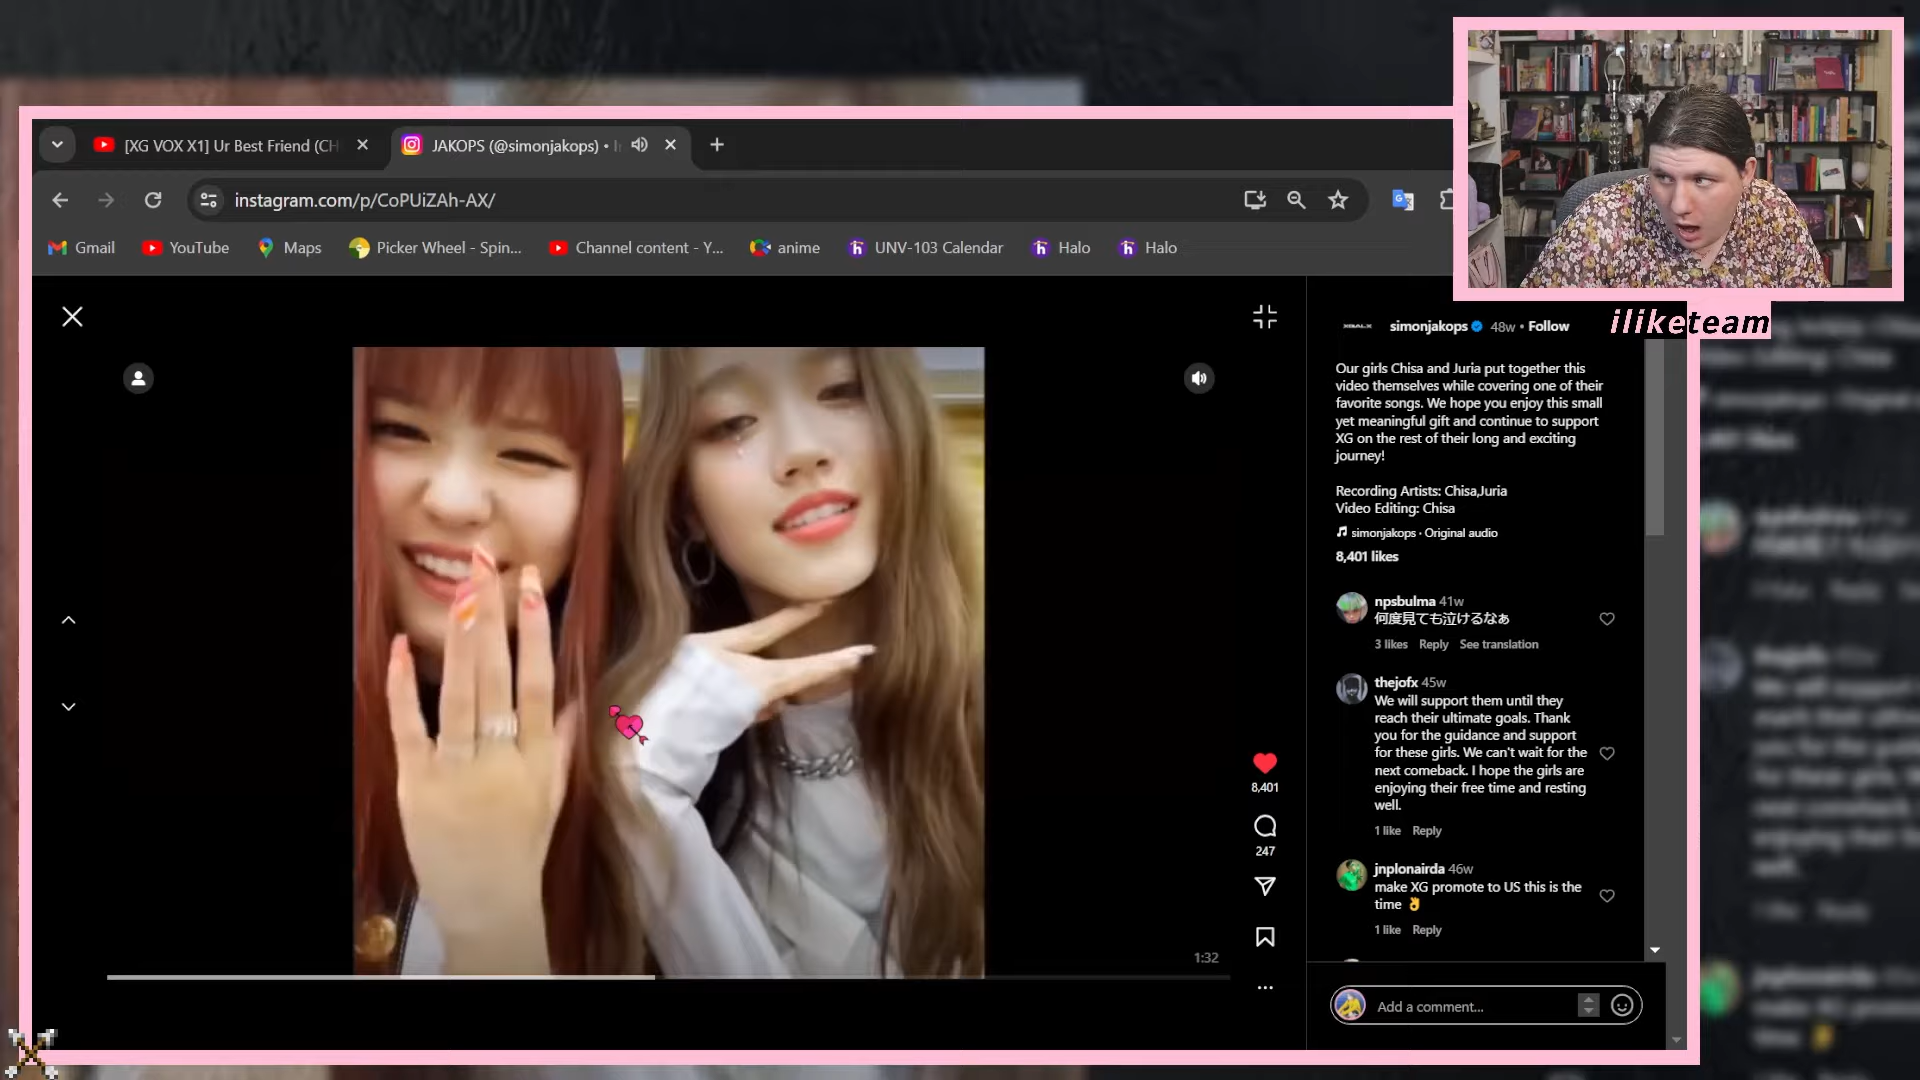 [XG VOX X1] Ur Best Friend (CH
JAKOPS (@simonjakops) •
instagram.com/p/CoPUiZAh-AX/
Gmail
YouTube
Maps
Picker Wheel - Spin...
Channel content - Y...
anime
UNV-103 Calendar
Halo
Halo
iliketeam
simonjakops 48w • Follow
Our girls Chisa and Juria put together this
video themselves while covering one of their
favorite songs. We hope you enjoy this small
yet meaningful gift and continue to support
XG on the rest of their long and exciting
journey!
Recording Artists: Chisa,Juria
Video Editing: Chisa
simonjakops · Original audio
8,401 likes
npsbulma 41w
何度見ても泣けるなぁ
3 likes Reply See translation
thejofx 45w
We will support them until they
reach their ultimate goals. Thank
you for the guidance and support
for these girls. We can't wait for the
next comeback. I hope the girls are
enjoying their free time and resting
well.
1 like Reply
jnplonairda 46w
make XG promote to US this is the
time 👌
1 like Reply
8,401
247
1:32
Add a comment...